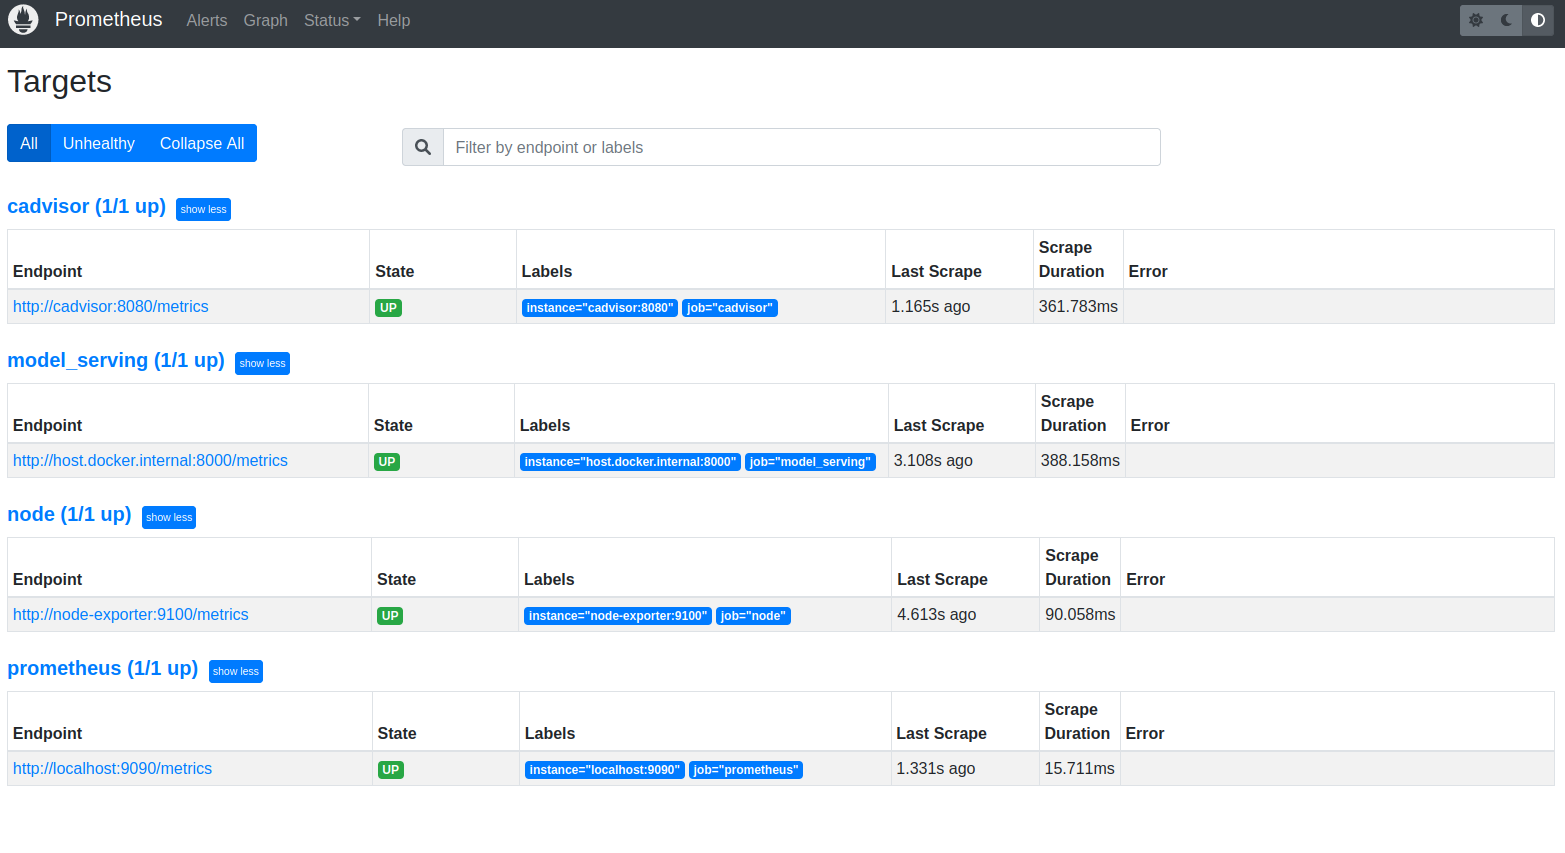 Prometheus Alerts Graph Status Help
Targets
All Unhealthy Collapse All
Filter by endpoint or labels
cadvisor (1/1 up) show less
Endpoint State Labels Last Scrape Scrape Duration Error
http://cadvisor:8080/metrics UP instance="cadvisor:8080" job="cadvisor" 1.165s ago 361.783ms
model_serving (1/1 up) show less
Endpoint State Labels Last Scrape Scrape Duration Error
http://host.docker.internal:8000/metrics UP instance="host.docker.internal:8000" job="model_serving" 3.108s ago 388.158ms
node (1/1 up) show less
Endpoint State Labels Last Scrape Scrape Duration Error
http://node-exporter:9100/metrics UP instance="node-exporter:9100" job="node" 4.613s ago 90.058ms
prometheus (1/1 up) show less
Endpoint State Labels Last Scrape Scrape Duration Error
http://localhost:9090/metrics UP instance="localhost:9090" job="prometheus" 1.331s ago 15.711ms